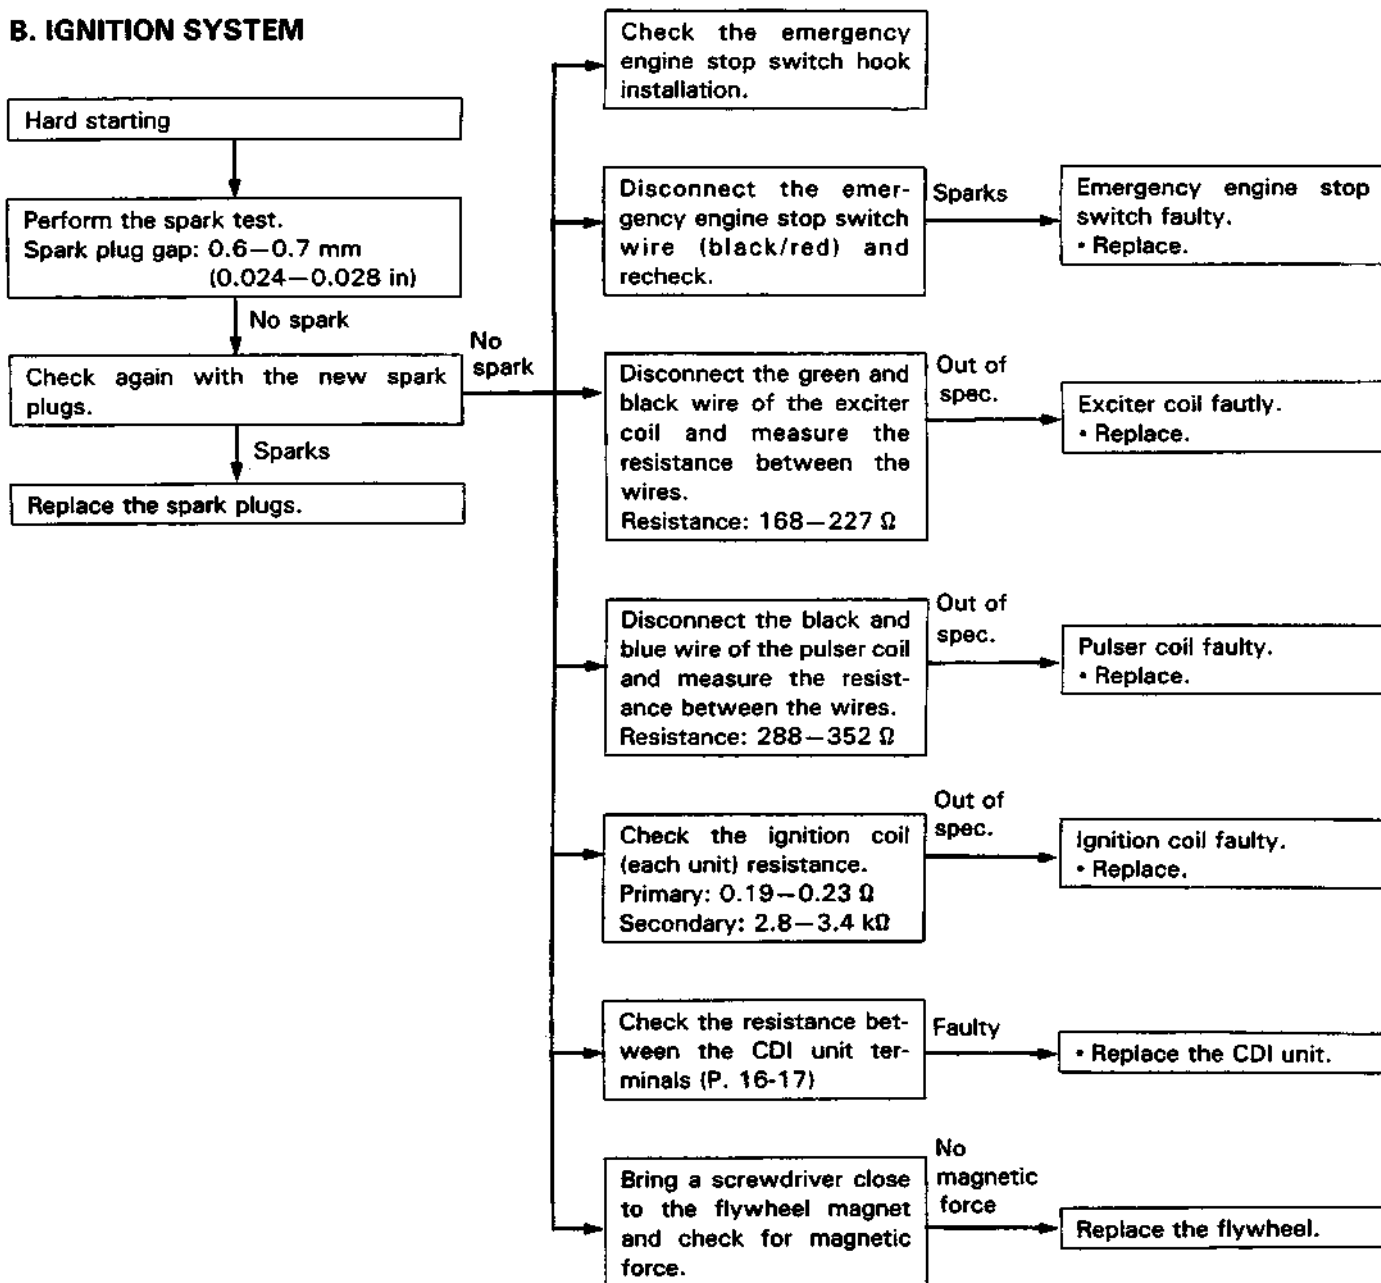 B. IGNITION SYSTEM
Hard starting
Perform the spark test.
Spark plug gap: 0.6—0.7 mm
(0.024—0.028 in)
No spark
Check again with the new spark
plugs.
Sparks
Replace the spark plugs.
No
spark
Check the emergency
engine stop switch hook
installation.
Disconnect the emer-
gency engine stop switch
wire (black/red) and
recheck.
Sparks
Emergency engine stop
switch faulty.
• Replace.
Disconnect the green and
black wire of the exciter
coil and measure the
resistance between the
wires.
Resistance: 168—227 Ω
Out of
spec.
Exciter coil fautly.
• Replace.
Disconnect the black and
blue wire of the pulser coil
and measure the resist-
ance between the wires.
Resistance: 288—352 Ω
Out of
spec.
Pulser coil faulty.
• Replace.
Check the ignition coil
(each unit) resistance.
Primary: 0.19—0.23 Ω
Secondary: 2.8—3.4 kΩ
Out of
spec.
Ignition coil faulty.
• Replace.
Check the resistance bet-
ween the CDI unit ter-
minals (P. 16-17)
Faulty
• Replace the CDI unit.
Bring a screwdriver close
to the flywheel magnet
and check for magnetic
force.
No
magnetic
force
Replace the flywheel.